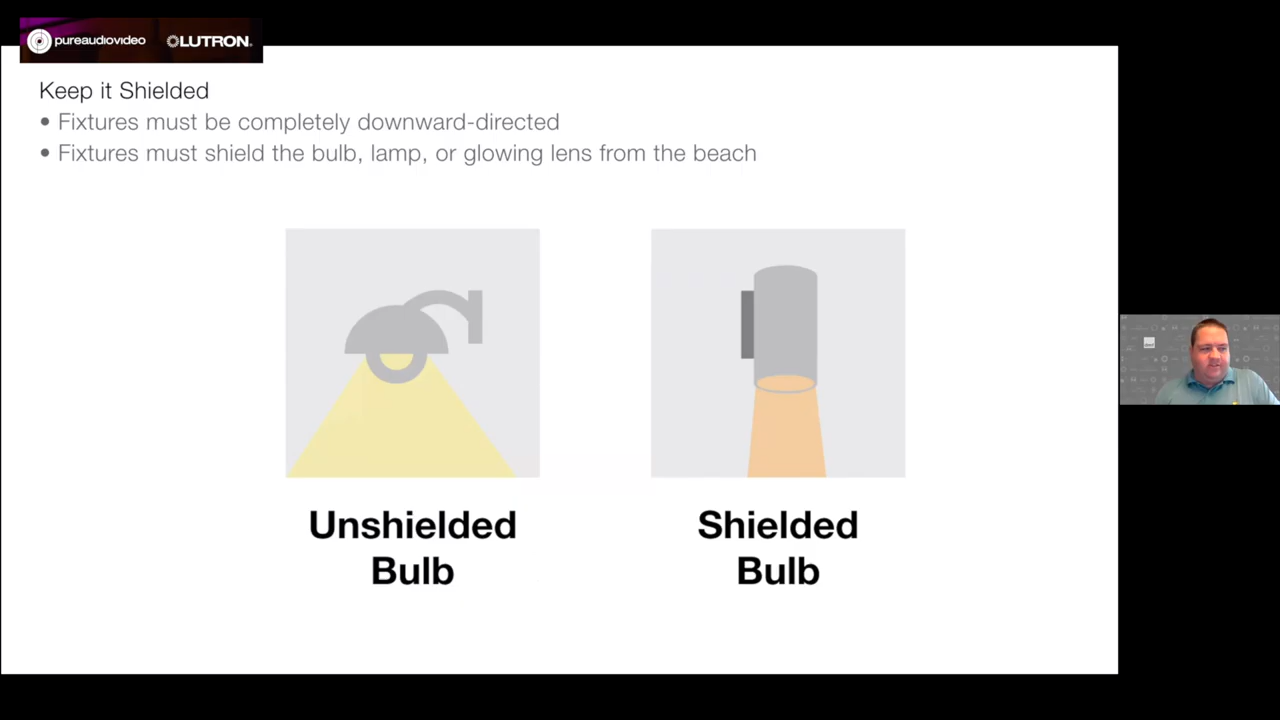 pureaudiovideo LUTRON
Keep it Shielded
• Fixtures must be completely downward-directed
• Fixtures must shield the bulb, lamp, or glowing lens from the beach
Unshielded
Bulb
Shielded
Bulb